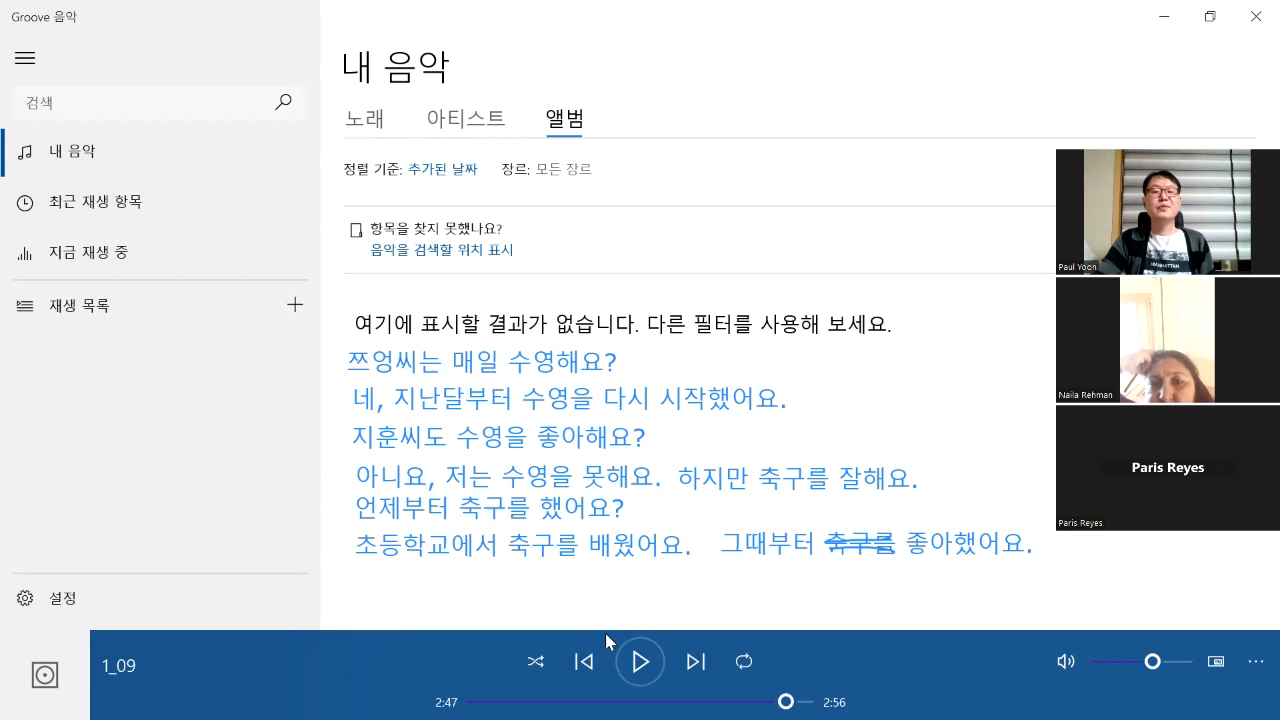 Groove 음악
내 음악
검색
노래 아티스트 앨범
내 음악
정렬 기준: 추가된 날짜 장르: 모든 장르
최근 재생 항목
항목을 찾지 못했나요?
음악을 검색할 위치 표시
지금 재생 중
재생 목록
여기에 표시할 결과가 없습니다. 다른 필터를 사용해 보세요.
쯔엉씨는 매일 수영해요?
네, 지난달부터 수영을 다시 시작했어요.
지훈씨도 수영을 좋아해요?
아니요, 저는 수영을 못해요. 하지만 축구를 잘해요.
언제부터 축구를 했어요?
초등학교에서 축구를 배웠어요. 그때부터 축구를 좋아했어요.
설정
Paul Yoon
MANHATTAN
Naila Rehman
Paris Reyes
Paris Reyes
1_09
2:47 2:56